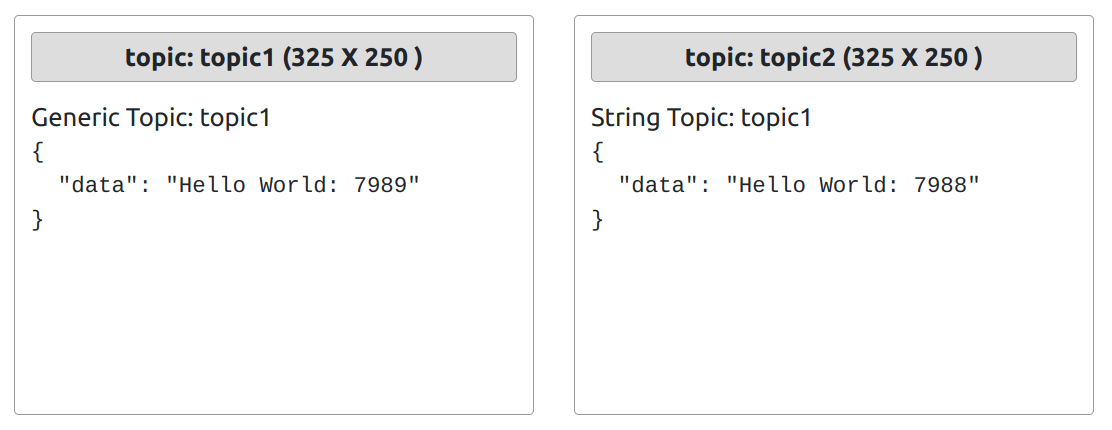 topic: topic1 (325 X 250 )
Generic Topic: topic1
{
  "data": "Hello World: 7989"
}
topic: topic2 (325 X 250 )
String Topic: topic1
{
  "data": "Hello World: 7988"
}